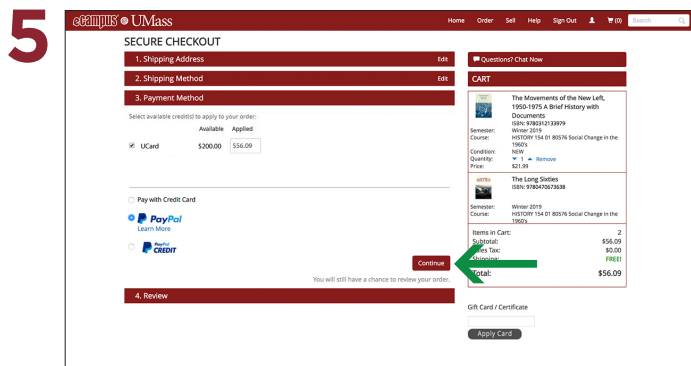 5
eCAMPUS @ UMASS
Home Order Sell Help Sign Out (0) Search
SECURE CHECKOUT
1. Shipping Address Edit
2. Shipping Method Edit
3. Payment Method
Select available credit(s) to apply to your order:
Available Applied
UCard $200.00 $56.09
Pay with Credit Card
PayPal
Learn More
PayPal
CREDIT
Continue
You will still have a chance to review your order.
4. Review
Questions? Chat Now
CART
The Movements of the New Left,
1950-1975 A Brief History with
Documents
ISBN: 9780312133979
Semester: Winter 2019
Course: HISTORY 154 01 80576 Social Change in the
1960's
Condition: NEW
Quantity: 1 Remove
Price: $21.99
The Long Sixties
ISBN: 9780470673638
Semester: Winter 2019
Course: HISTORY 154 01 80576 Social Change in the
1960's
Items in Cart: 2
Subtotal: $56.09
Sales Tax: $0.00
Shipping: FREE!
Total: $56.09
Gift Card / Certificate
Apply Card